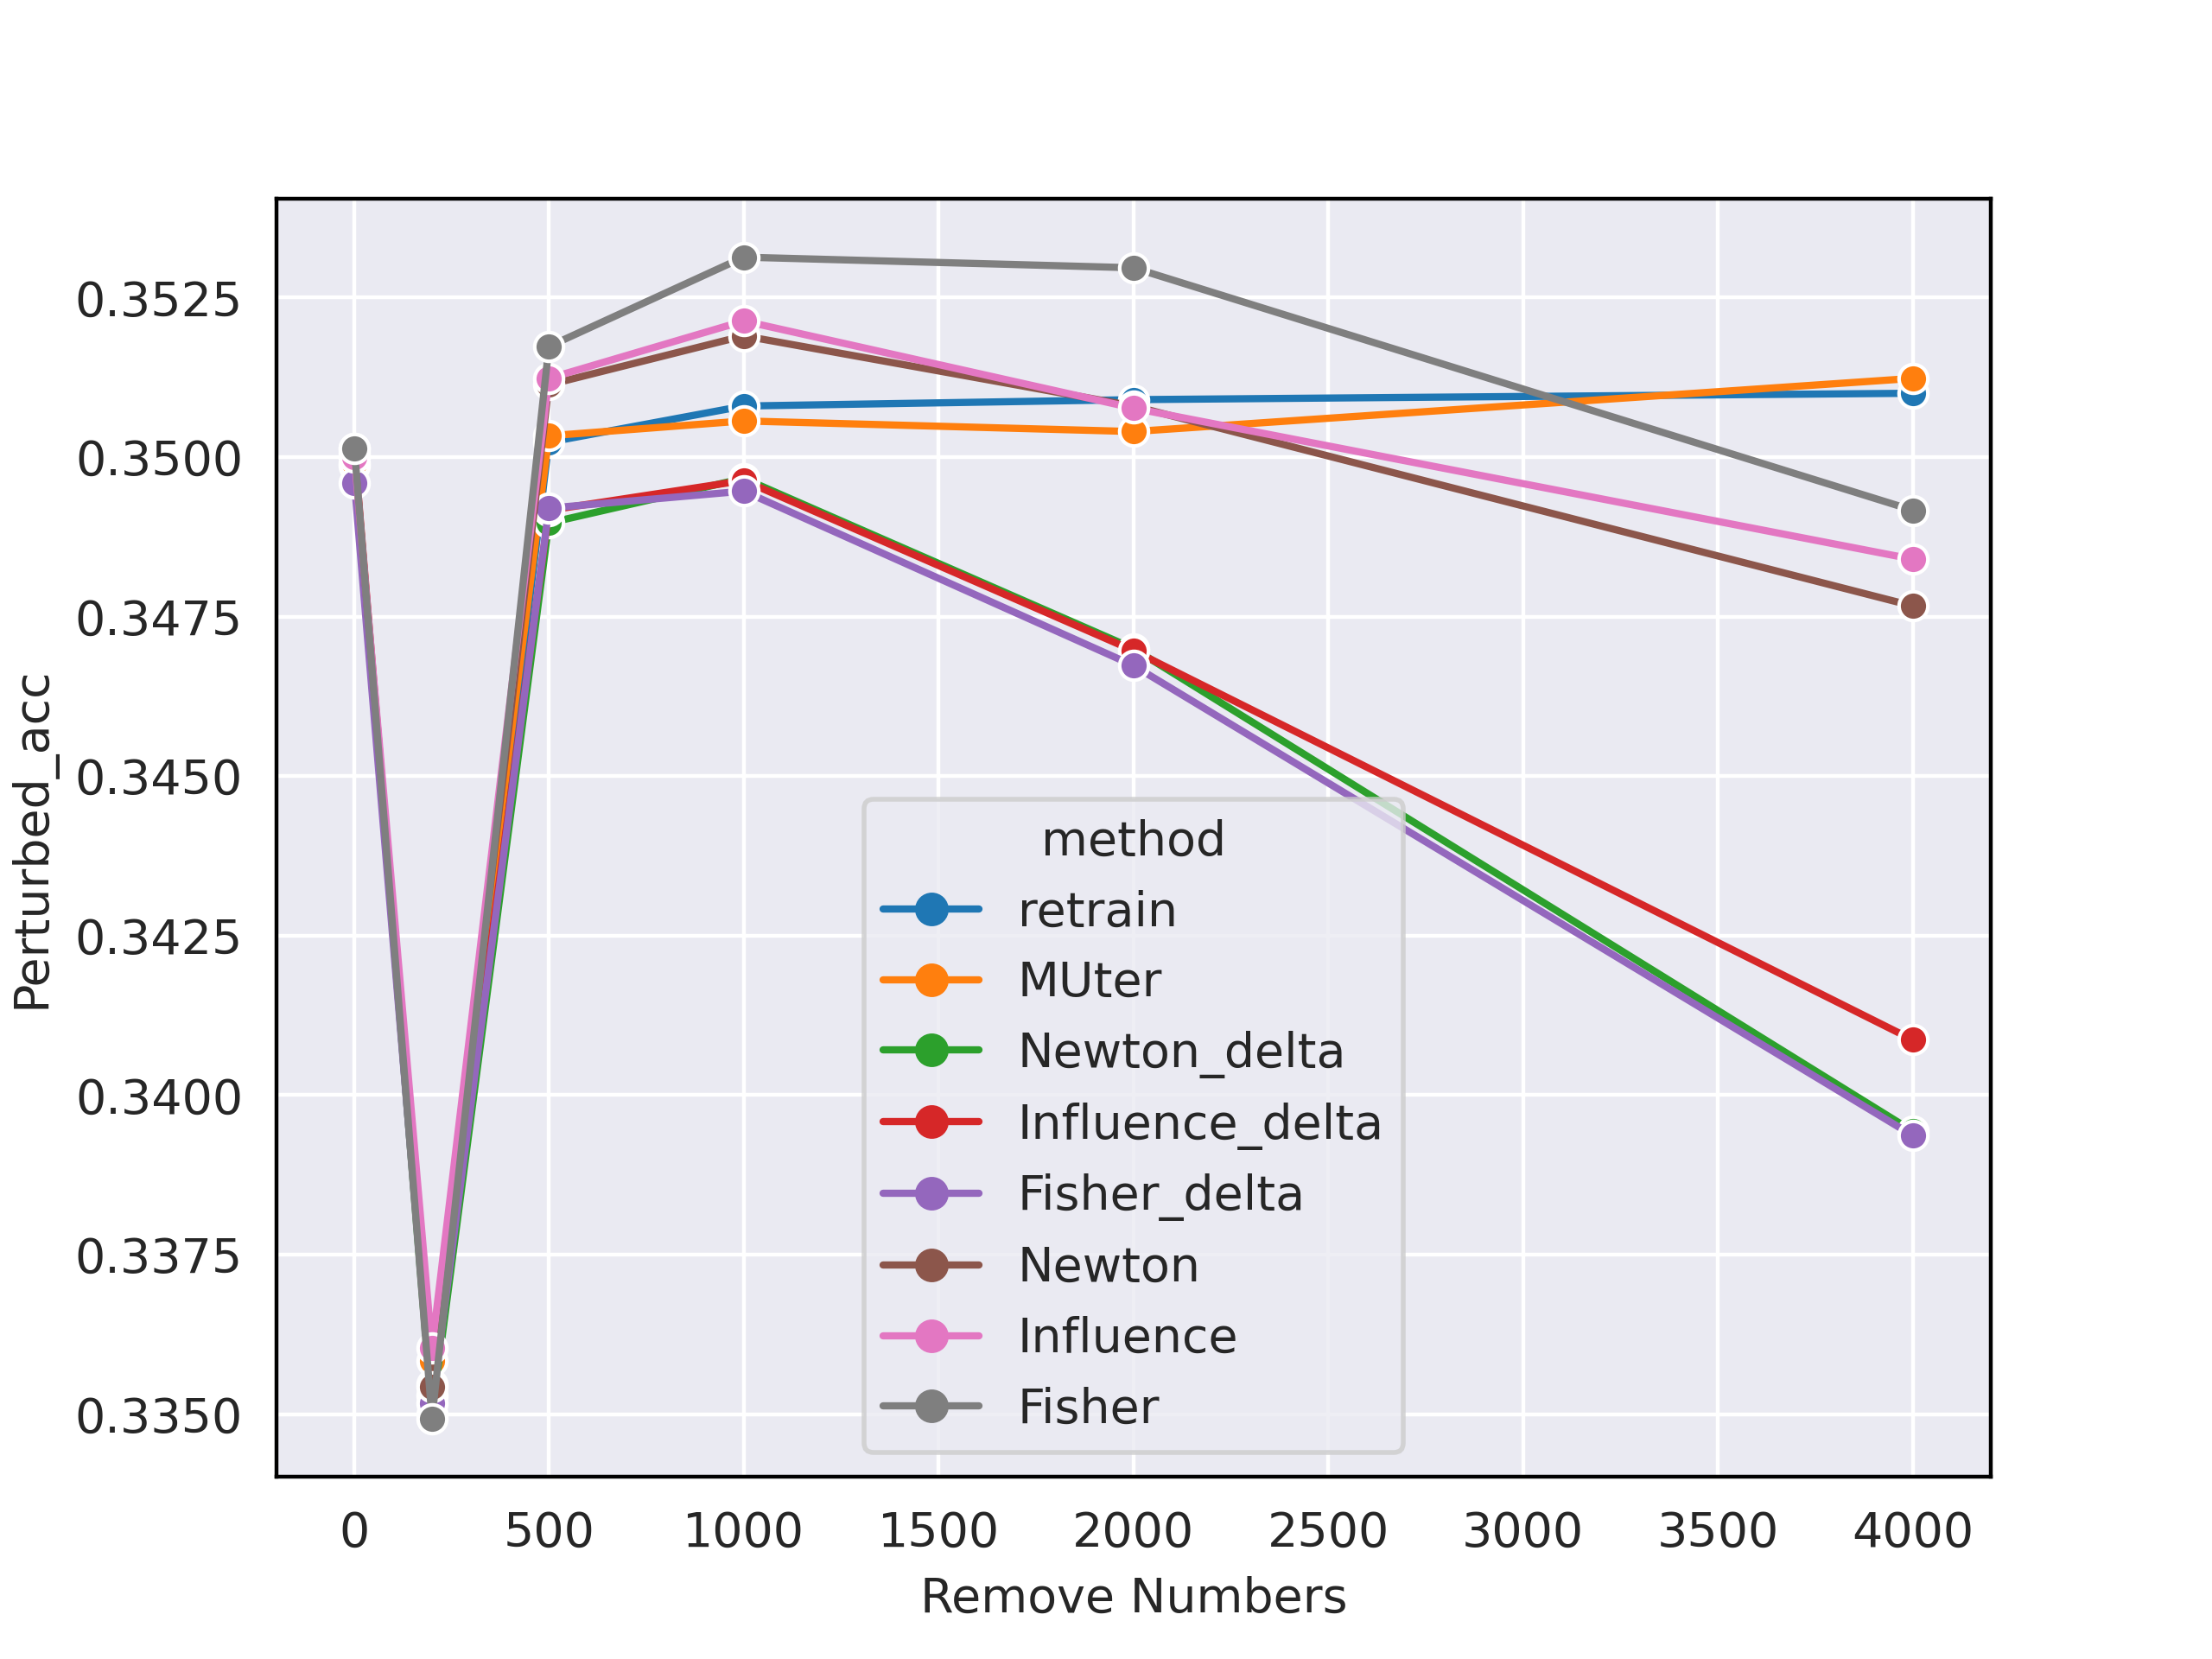 0.3525
0.3500
0.3475
0.3450
0.3425
0.3400
0.3375
0.3350
Perturbed_acc
method
retrain
MUter
Newton_delta
Influence_delta
Fisher_delta
Newton
Influence
Fisher
0 500 1000 1500 2000 2500 3000 3500 4000
Remove Numbers